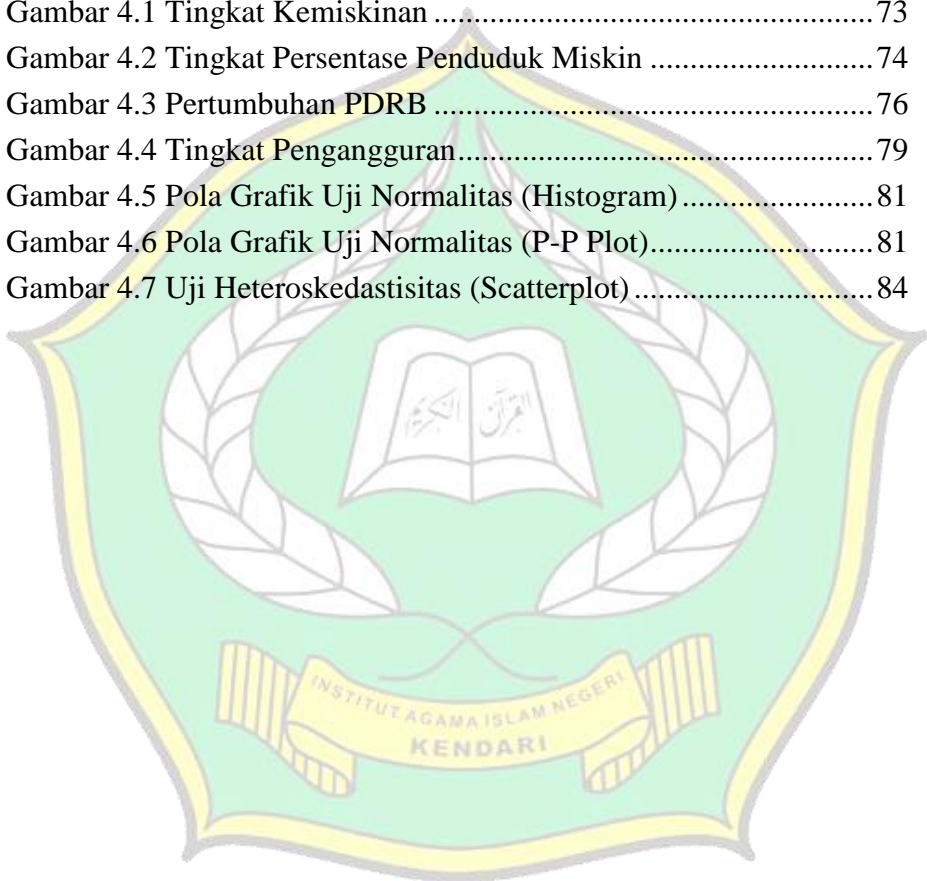 Gambar 4.1 Tingkat Kemiskinan ............................................. 73
Gambar 4.2 Tingkat Persentase Penduduk Miskin .......................... 74
Gambar 4.3 Pertumbuhan PDRB ............................................. 76
Gambar 4.4 Tingkat Pengangguran........................................... 79
Gambar 4.5 Pola Grafik Uji Normalitas (Histogram) ...................... 81
Gambar 4.6 Pola Grafik Uji Normalitas (P-P Plot)......................... 81
Gambar 4.7 Uji Heteroskedastisitas (Scatterplot) ........................... 84
القرآن الكريم
INSTITUT AGAMA ISLAM NEGERI
KENDARI